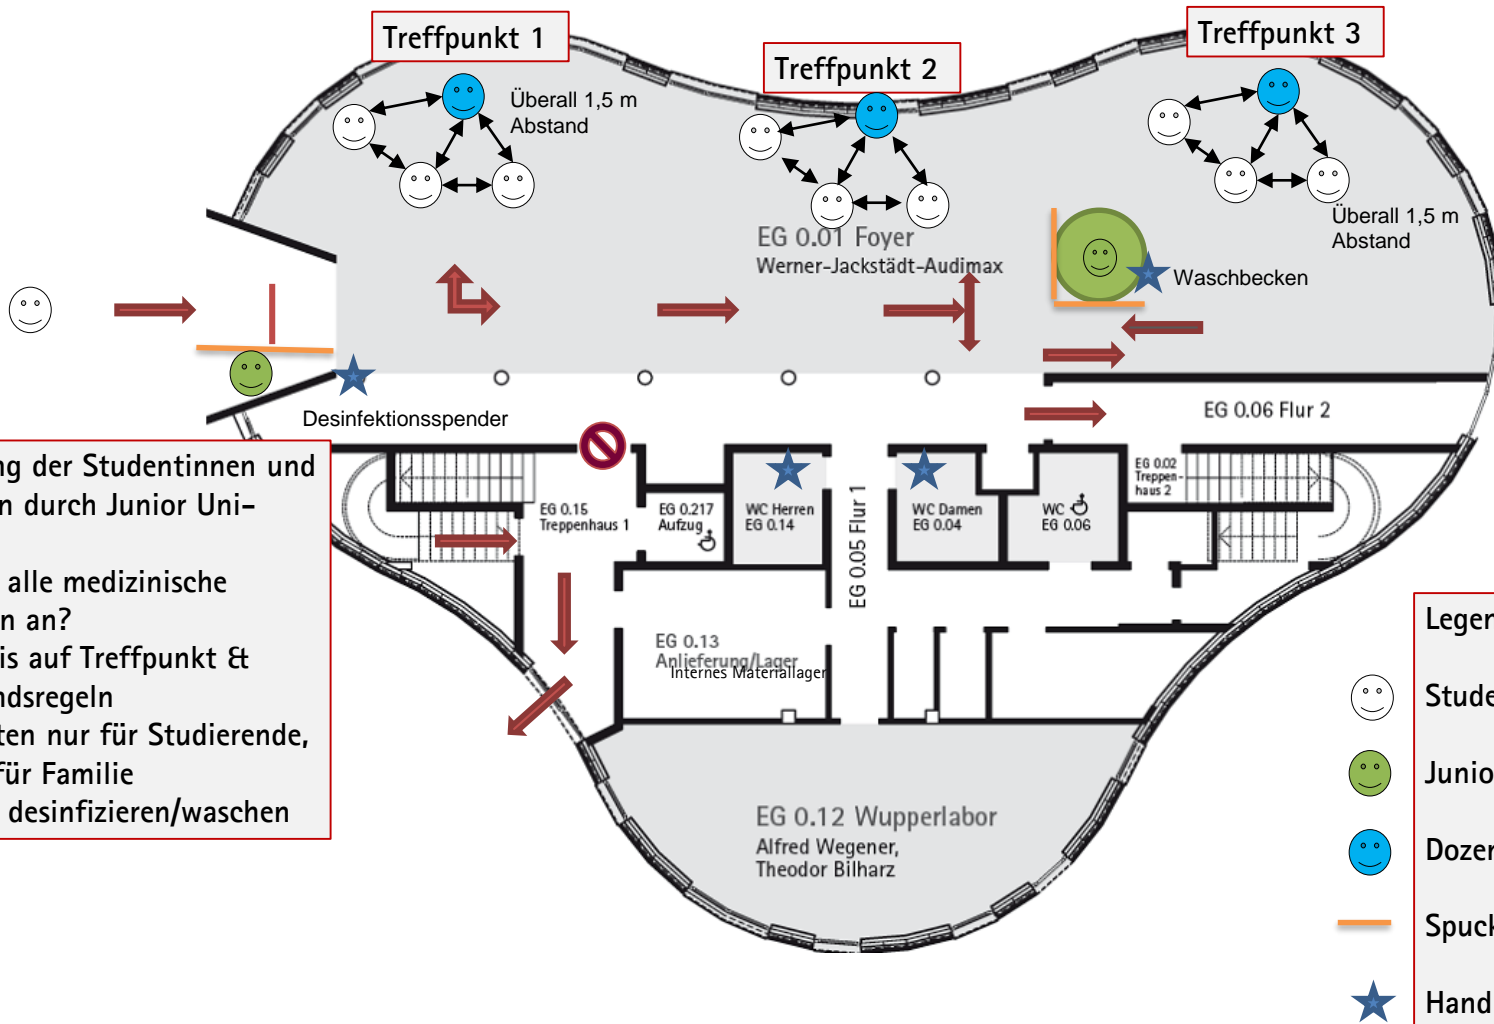 Treffpunkt 1
Treffpunkt 2
Treffpunkt 3
Überall 1,5 m
Abstand
Überall 1,5 m
Abstand
EG 0.01 Foyer
Werner-Jackstädt-Audimax
Waschbecken
Desinfektionsspender
EG 0.06 Flur 2
ng der Studentinnen und
n durch Junior Uni-
alle medizinische
n an?
is auf Treffpunkt &
ndsregeln
ten nur für Studierende,
für Familie
desinfizieren/waschen
EG 0.15
Treppenhaus 1
EG 0.217
Aufzug
WC Herren
EG 0.14
EG 0.05 Flur 1
WC Damen
EG 0.04
WC
EG 0.06
EG 0.02
Treppen-
haus 2
EG 0.13
Anlieferung/Lager
Internes Materiallager
EG 0.12 Wupperlabor
Alfred Wegener,
Theodor Bilharz
Legen
Stude
Junio
Dozer
Spuck
Hand